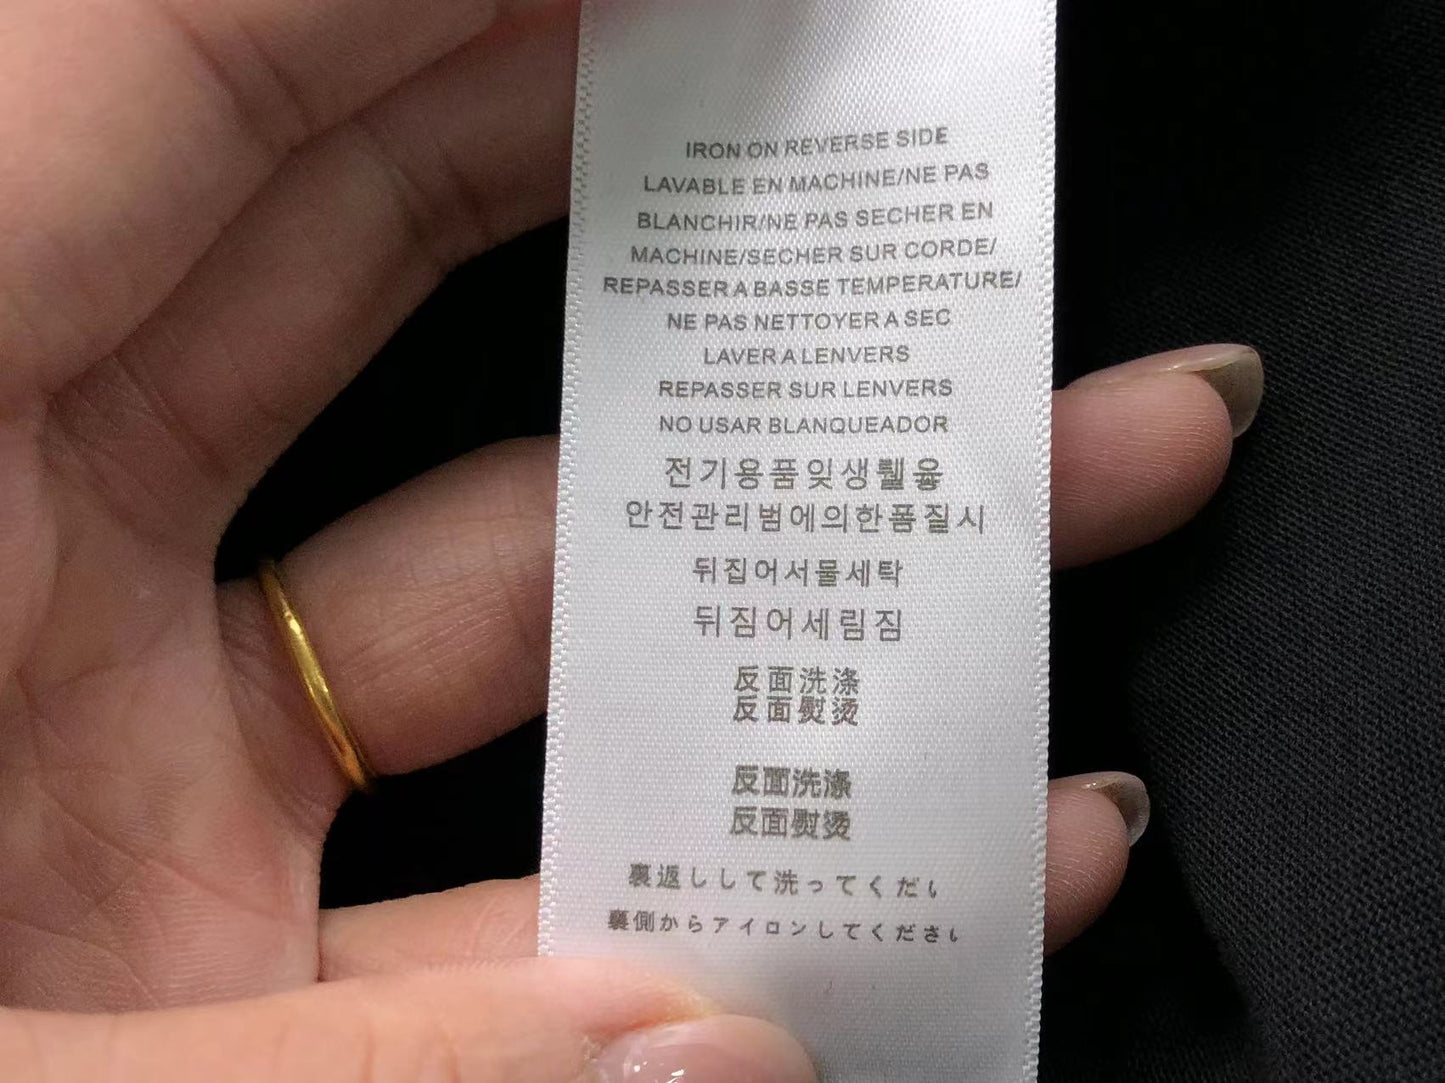 IRON ON REVERSE SIDE
LAVABLE EN MACHINE/NE PAS
BLANCHIR/NE PAS SECHER EN
MACHINE/SECHER SUR CORDE/
REPASSER A BASSE TEMPERATURE/
NE PAS NETTOYER A SEC
LAVER A LENVERS
REPASSER SUR LENVERS
NO USAR BLANQUEADOR
전기용품및생활용
안전관리법에의한품질시
뒤집어서물세탁
뒤짐어세림짐
反面洗涤
反面熨烫
反面洗滌
反面熨烫
裏返しして洗ってくだい
裏側からアイロンしてくださし